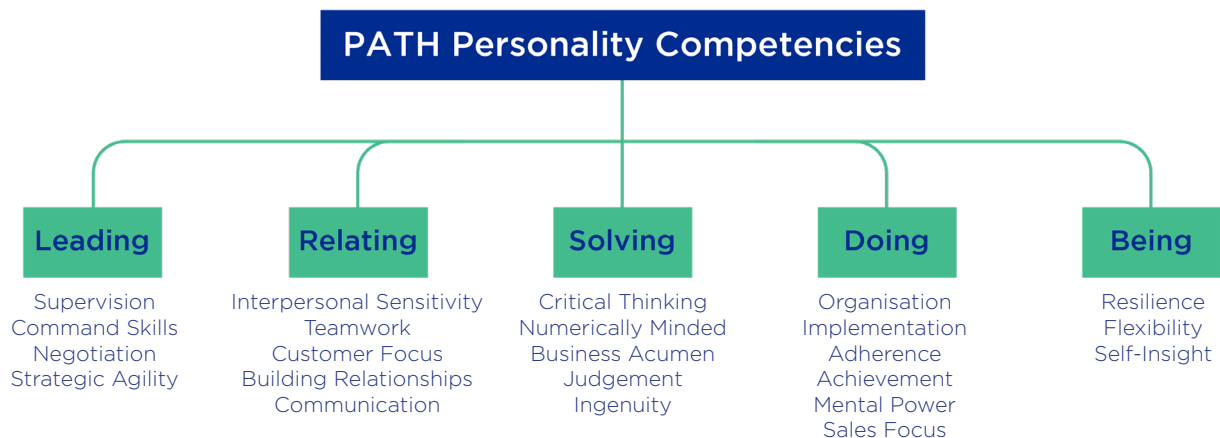 PATH Personality Competencies
Leading
Supervision
Command Skills
Negotiation
Strategic Agility
Relating
Interpersonal Sensitivity
Teamwork
Customer Focus
Building Relationships
Communication
Solving
Critical Thinking
Numerically Minded
Business Acumen
Judgement
Ingenuity
Doing
Organisation
Implementation
Adherence
Achievement
Mental Power
Sales Focus
Being
Resilience
Flexibility
Self-Insight